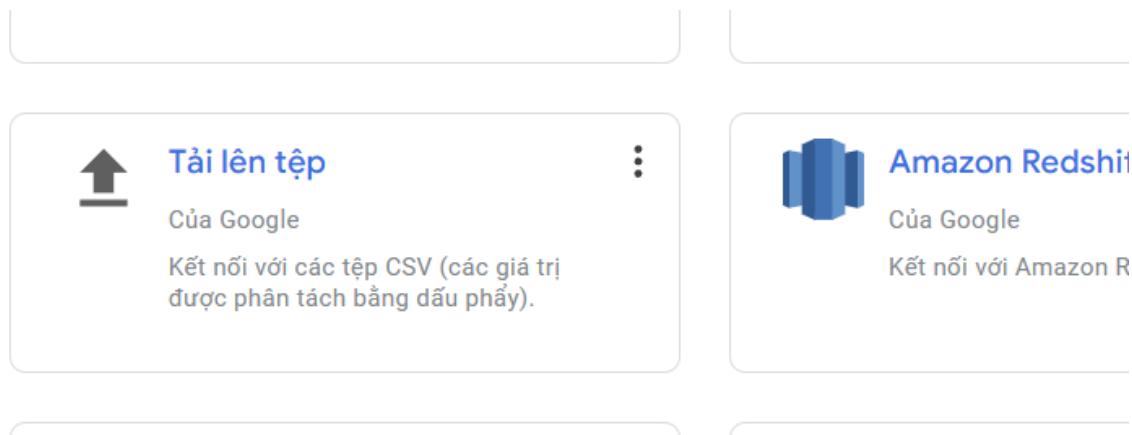 Tải lên tệp
Của Google
Kết nối với các tệp CSV (các giá trị
được phân tách bằng dấu phẩy).
Amazon Redshif
Của Google
Kết nối với Amazon R